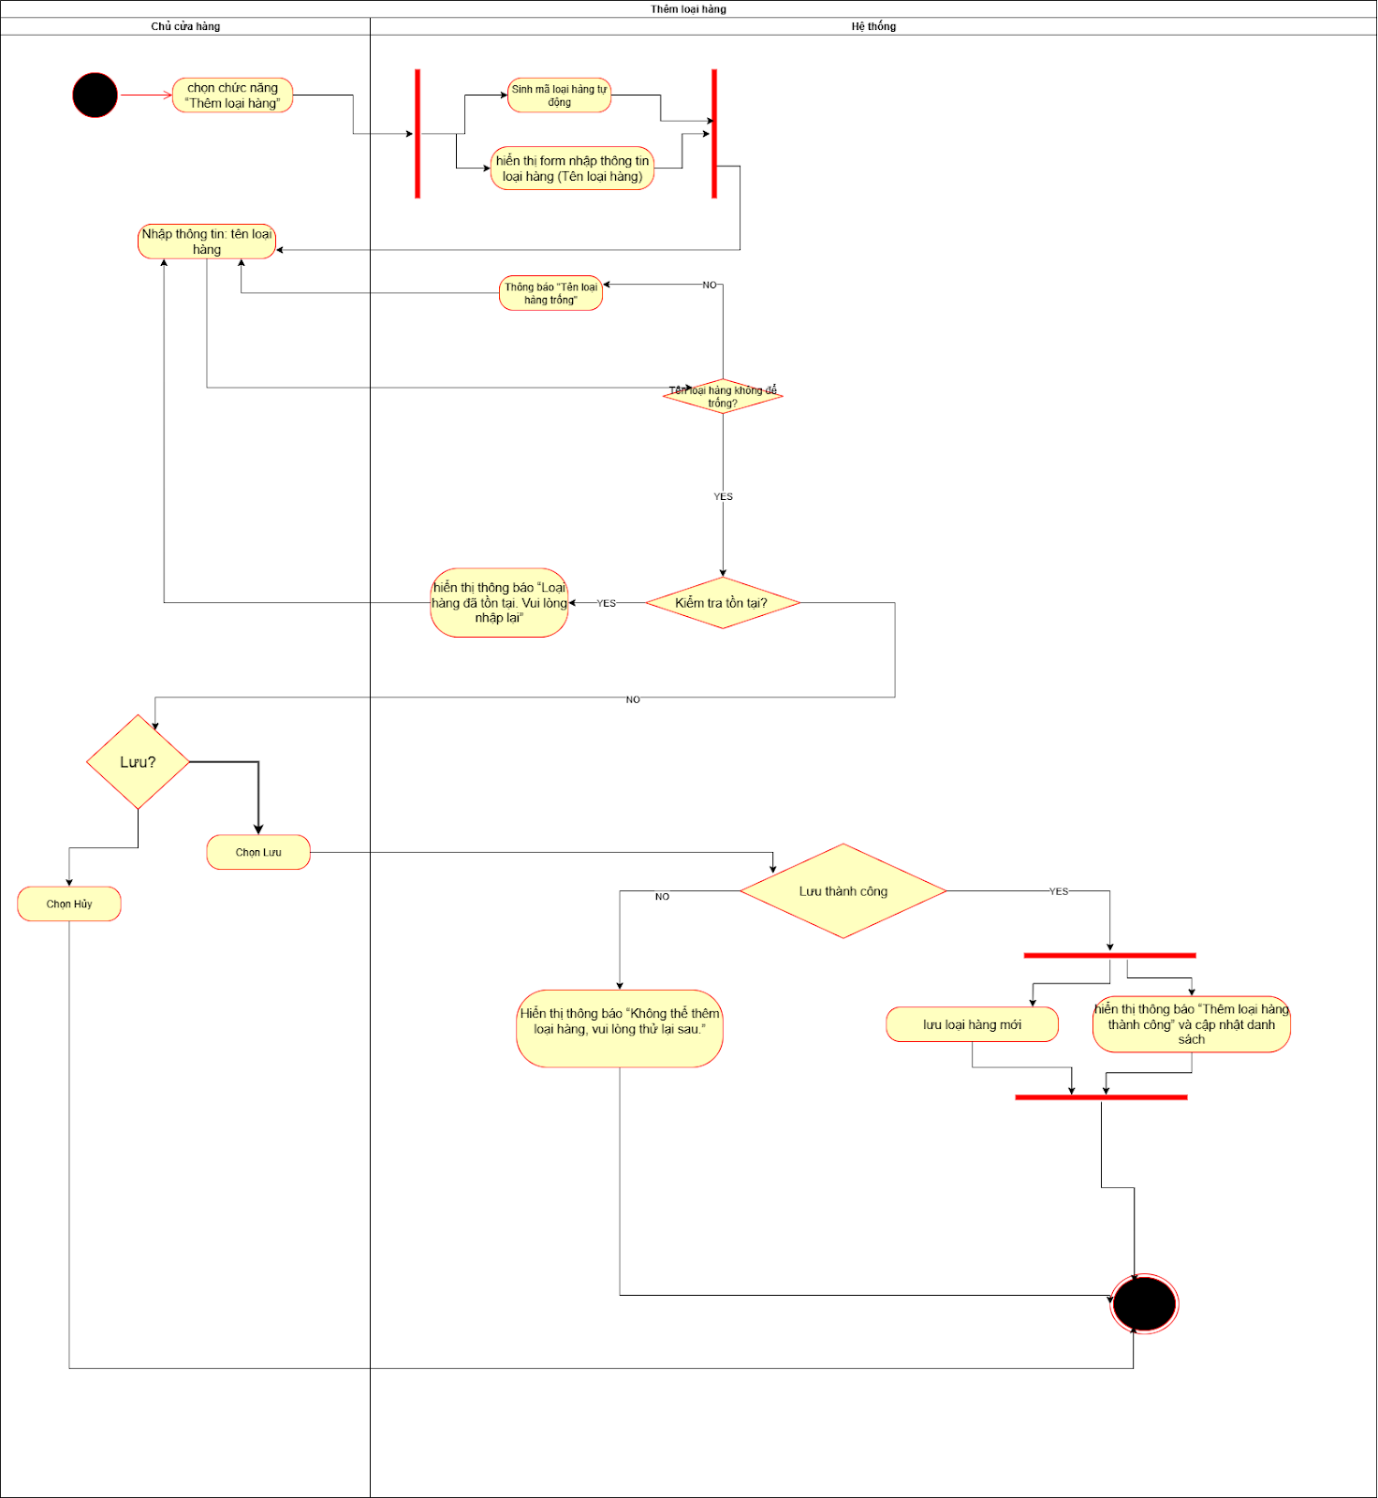 Thêm loại hàng
Chủ cửa hàng
Hệ thống
chọn chức năng
“Thêm loại hàng”
Sinh mã loại hàng tự
động
hiển thị form nhập thông tin
loại hàng (Tên loại hàng)
Nhập thông tin: tên loại
hàng
Thông báo “Tên loại
hàng trống”
NO
Tên loại hàng không để
trống?
YES
hiển thị thông báo “Loại
hàng đã tồn tại. Vui lòng
nhập lại”
YES
Kiểm tra tồn tại?
NO
Lưu?
Chọn Lưu
Chọn Hủy
NO
Lưu thành công
YES
Hiển thị thông báo “Không thể thêm
loại hàng, vui lòng thử lại sau.”
lưu loại hàng mới
hiển thị thông báo “Thêm loại hàng
thành công” và cập nhật danh
sách